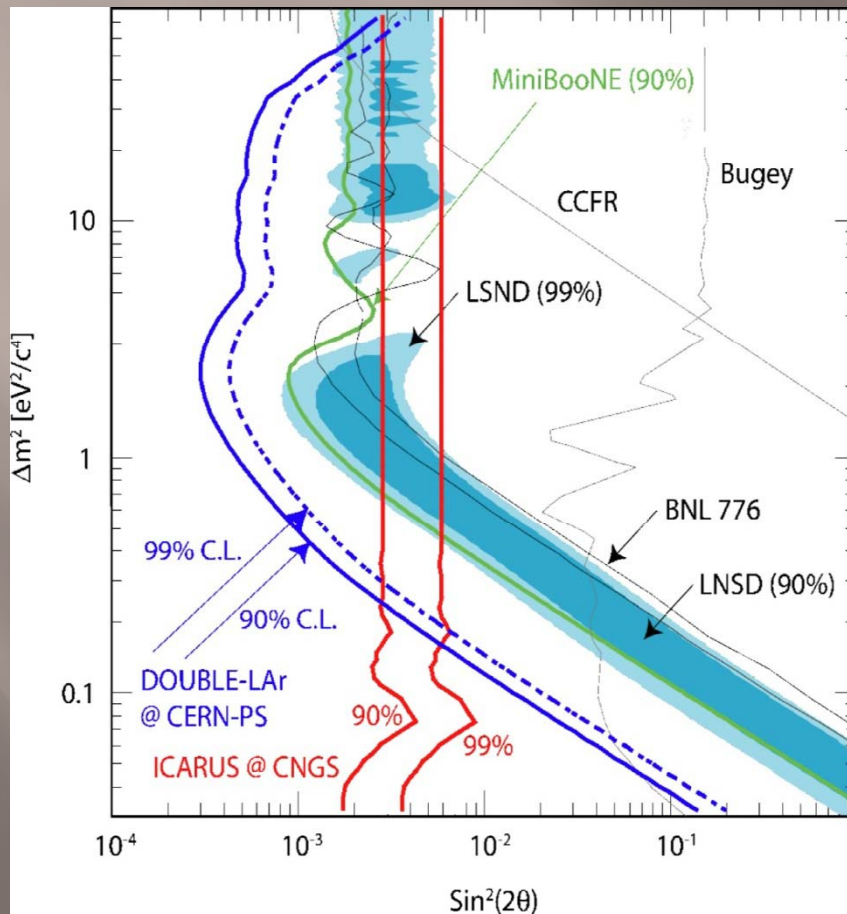 MiniBooNE (90%)
Bugey
CCFR
10
LSND (99%)
Δm² [eV²/c⁴]
1
BNL 776
99% C.L.
LNSD (90%)
90% C.L.
DOUBLE-LAr
@ CERN-PS
0.1
90%
99%
ICARUS @ CNGS
10⁻⁴
10⁻³
10⁻²
10⁻¹
Sin²(2θ)